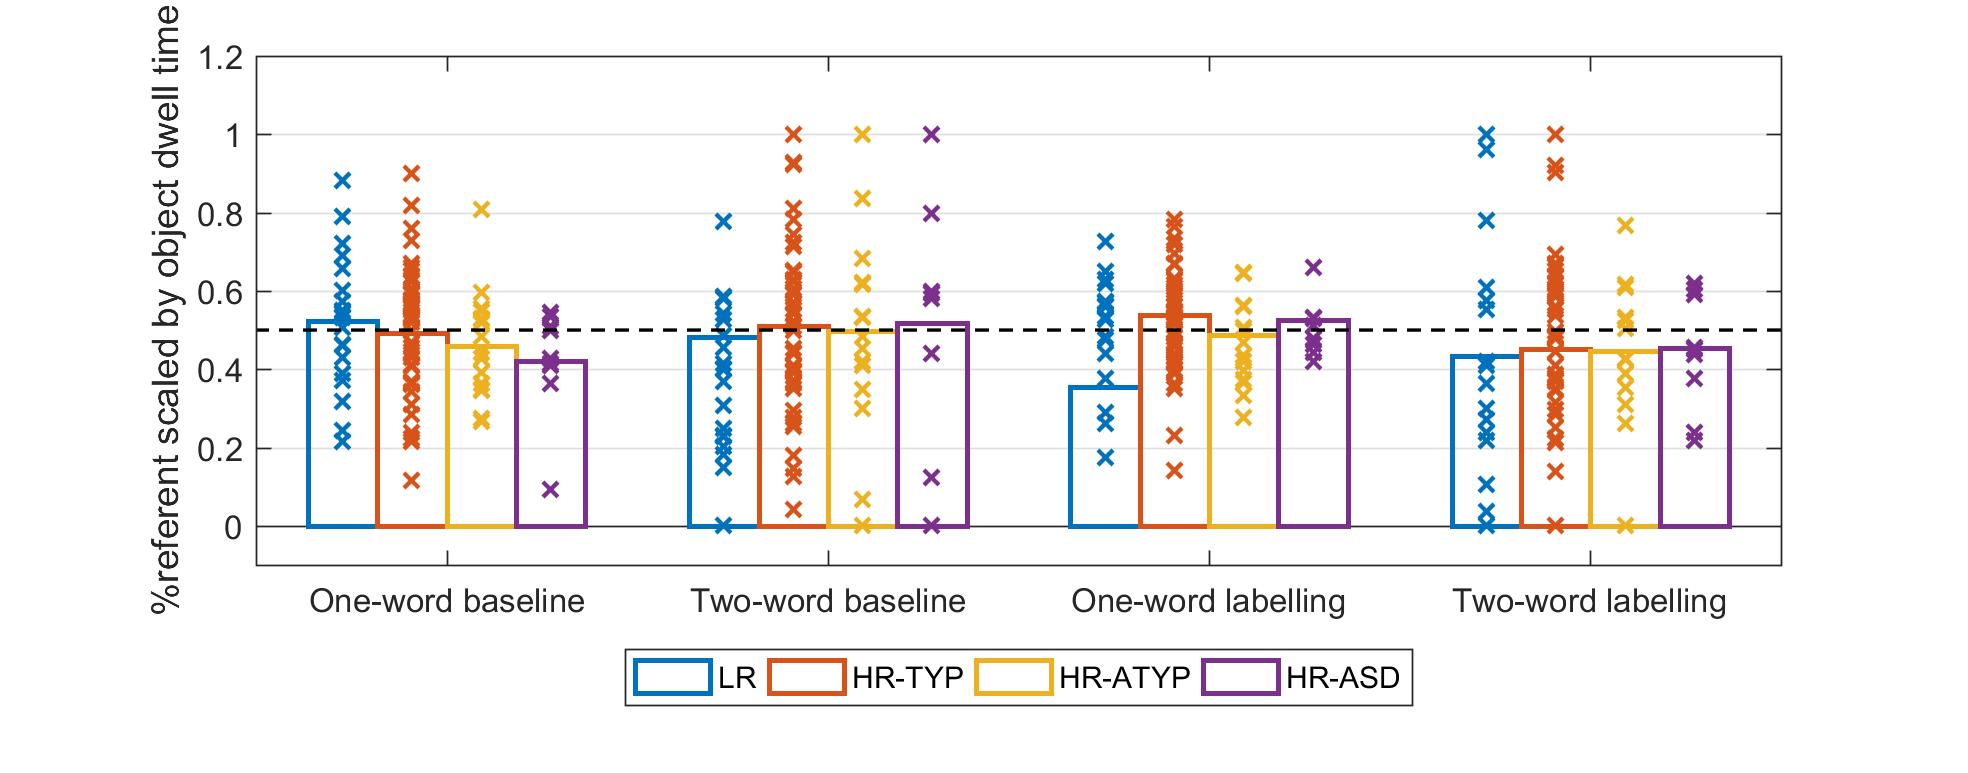 %referent scaled by object dwell time
1.2
1
0.8
0.6
0.4
0.2
0
One-word baseline
Two-word baseline
One-word labelling
Two-word labelling
LR HR-TYP HR-ATYP HR-ASD